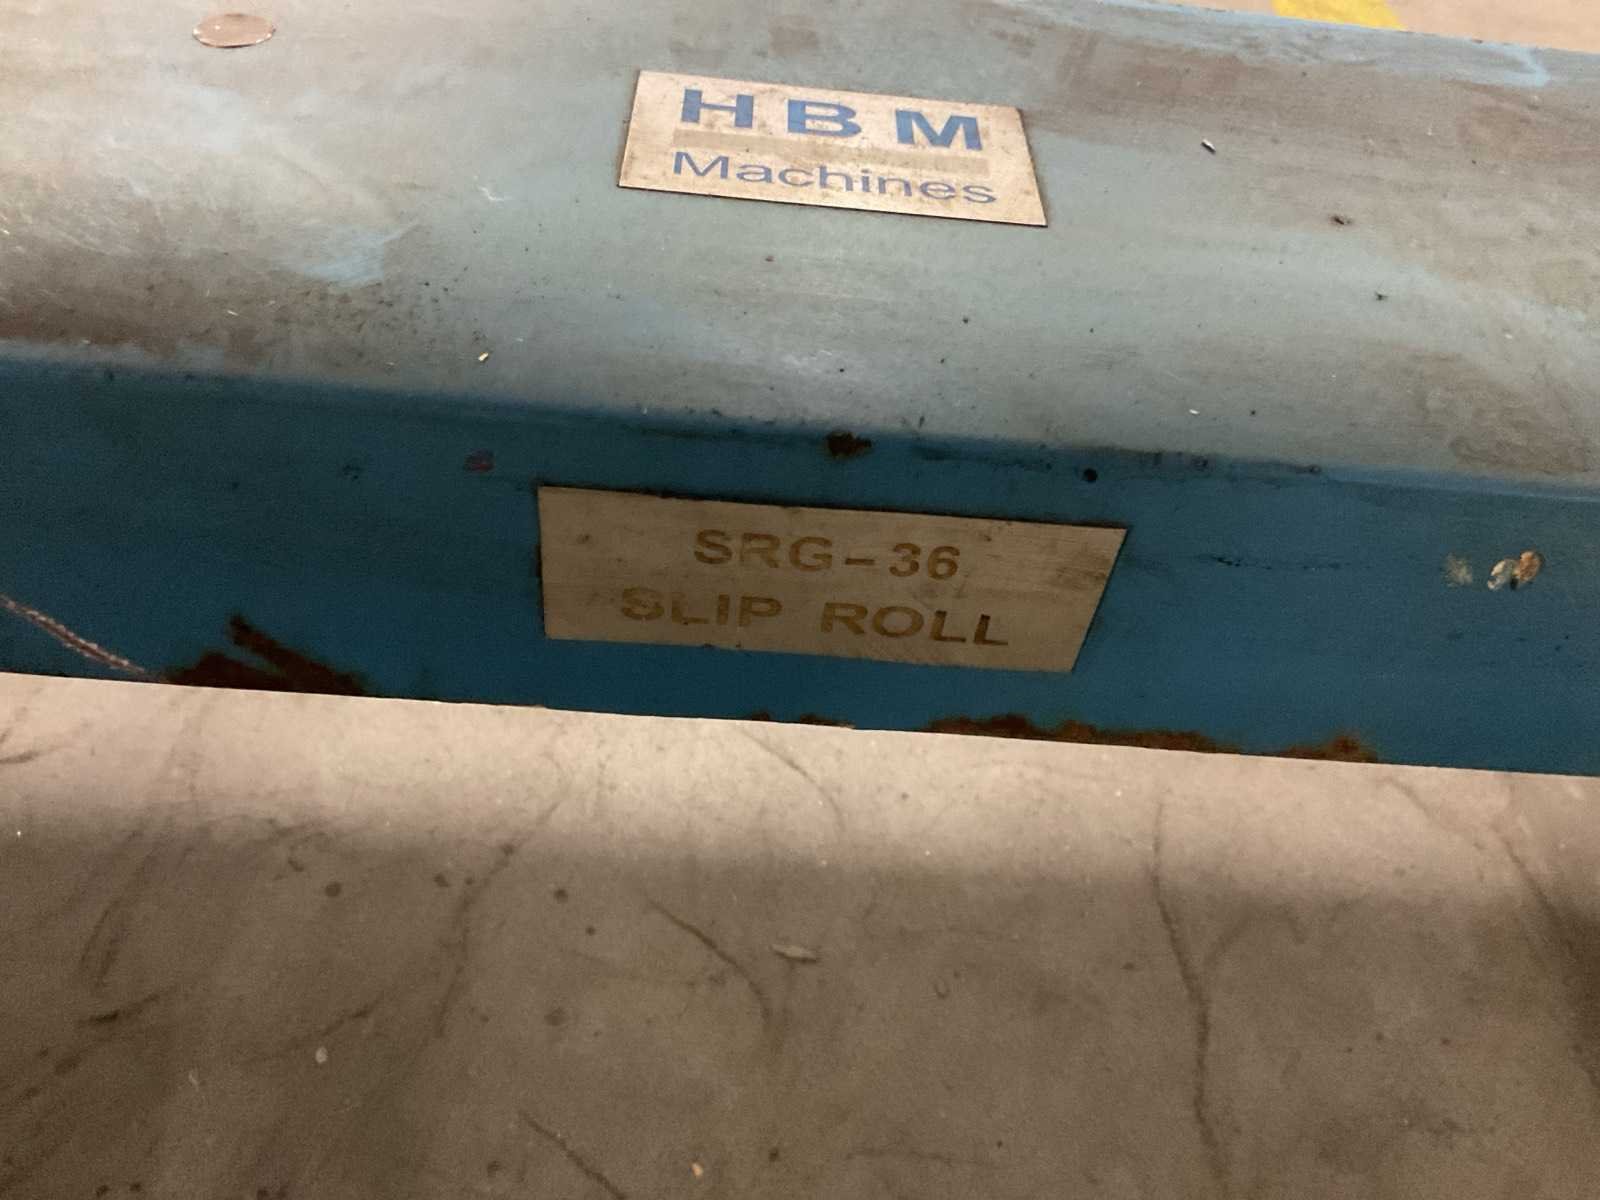 HBM
Machines
SRG-36
SLIP ROLL